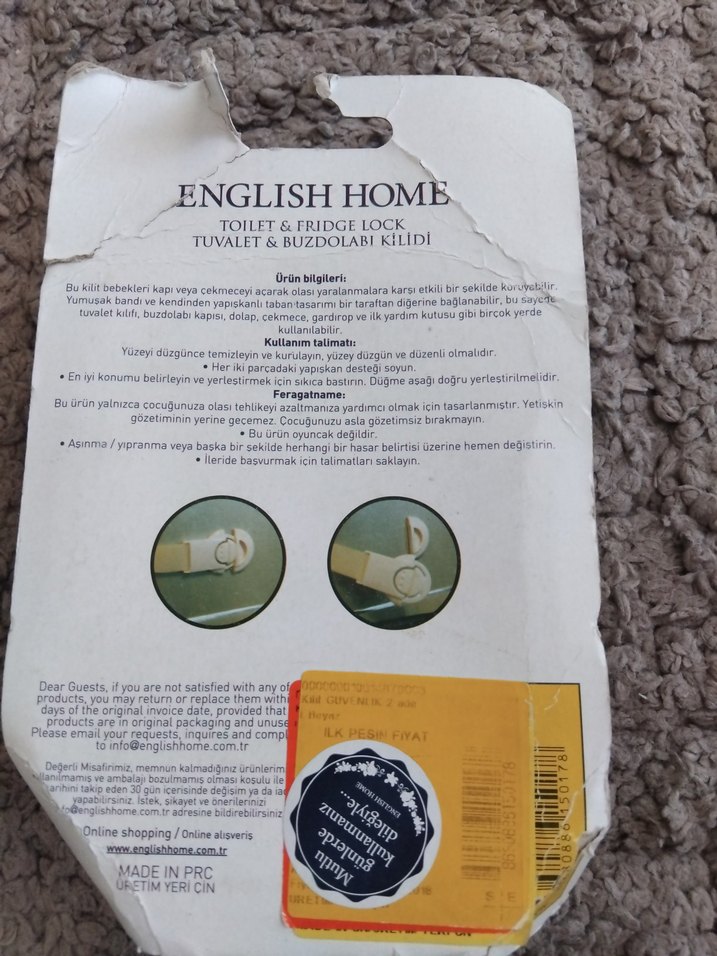 ENGLISH HOME
TOILET & FRIDGE LOCK
TUVALET & BUZDOLABI KİLİDİ
Ürün bilgileri:
Bu kilit bebekleri kapı veya çekmeceyi açarak olası yaralanmalara karşı etkili bir şekilde koruyabilir.
Yumuşak bandı ve kendinden yapışkanlı taban tasarımı bir taraftan diğerine bağlanabilir, bu sayede
tuvalet kılıfı, buzdolabı kapısı, dolap, çekmece, gardırop ve ilk yardım kutusu gibi birçok yerde
kullanılabilir.
Kullanım talimatı:
Yüzeyi düzgünce temizleyin ve kurulayın, yüzey düzgün ve düzenli olmalıdır.
• Her iki parçadaki yapışkan desteği soyun.
• En iyi konumu belirleyin ve yerleştirmek için sıkıca bastırın. Düğme aşağı doğru yerleştirilmelidir.
Feragatname:
Bu ürün yalnızca çocuğunuza olası tehlikeyi azaltmanıza yardımcı olmak için tasarlanmıştır. Yetişkin
gözetiminin yerine geçemez. Çocuğunuzu asla gözetimsiz bırakmayın.
• Bu ürün oyuncak değildir.
• Aşınma / yıpranma veya başka bir şekilde herhangi bir hasar belirtisi üzerine hemen değiştirin.
• İleride başvurmak için talimatları saklayın.
Dear Guests, if you are not satisfied with any of
products, you may return or replace them withi
days of the original invoice date, provided that
products are in original packaging and unuse
Please email your requests, inquires and compl
to info@englishhome.com.tr
Değerli Misafirimiz, memnun kalmadığınız ürünlerim
kullanılmamış ve ambalajı bozulmamış olması koşulu ile
tarihini takip eden 30 gün içerisinde değişim ya da iad
yapabilirsiniz. İstek, şikayet ve önerilerinizi
info@englishhome.com.tr adresine bildirebilirsiniz
Online shopping / Online alışveriş
www.englishhome.com.tr
MADE IN PRC
ÜRETİM YERİ ÇİN
Kilit GÜVENLİK 2 ade
Beyaz
İLK PEŞİN FİYAT
Mutlu
günlerde
kullanmanız
dileğiyle...
ENGLISH HOME